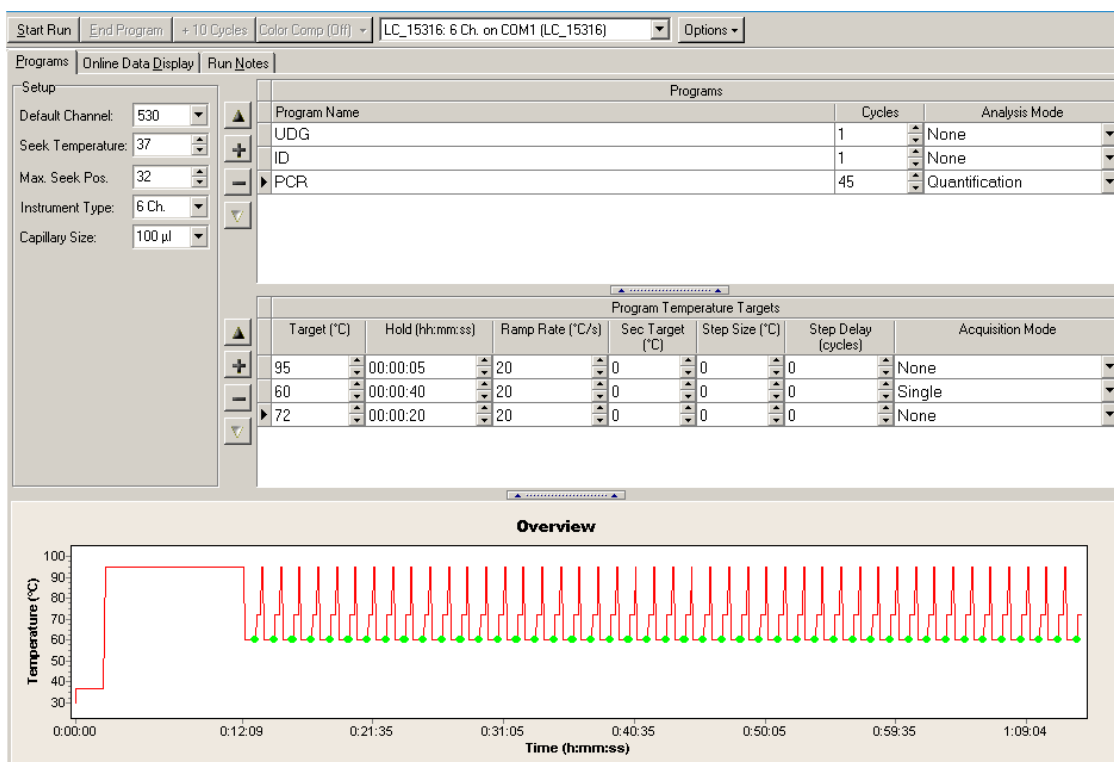 Start Run End Program + 10 Cycles Color Comp (Off) LC_15316: 6 Ch. on COM1 (LC_15316) Options
Programs Online Data Display Run Notes
Setup
Default Channel: 530
Seek Temperature: 37
Max. Seek Pos. 32
Instrument Type: 6 Ch.
Capillary Size: 100 µl
Programs
Program Name Cycles Analysis Mode
UDG 1 None
ID 1 None
PCR 45 Quantification
Program Temperature Targets
Target (°C) Hold (hh:mm:ss) Ramp Rate (°C/s) Sec Target (°C) Step Size (°C) Step Delay (cycles) Acquisition Mode
95 00:00:05 20 0 0 0 None
60 00:00:40 20 0 0 0 Single
72 00:00:20 20 0 0 0 None
Overview
Temperature (°C)
100
90
80
70
60
50
40
30
0:00:00 0:12:09 0:21:35 0:31:05 0:40:35 0:50:05 0:59:35 1:09:04
Time (h:mm:ss)